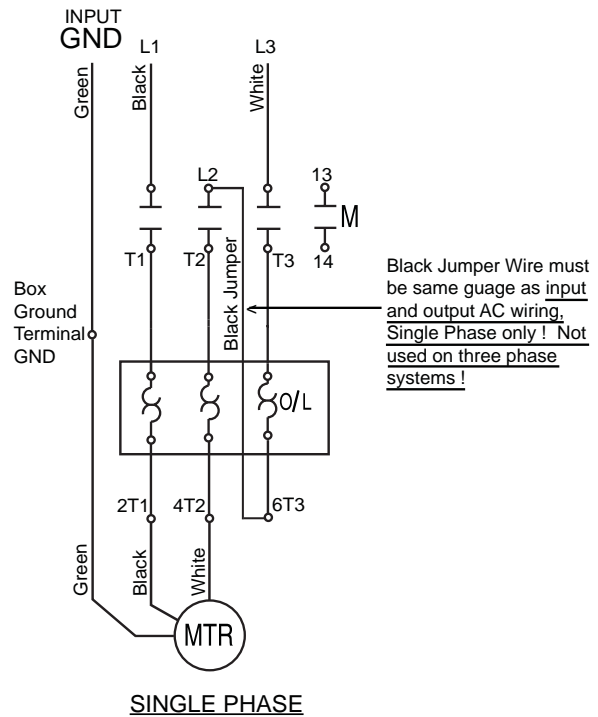 INPUT
GND
L1
L3
Green
Black
White
L2
13
M
T1
T2
T3
14
Black Jumper
Black Jumper Wire must
be same guage as input
and output AC wiring,
Single Phase only ! Not
used on three phase
systems !
Box
Ground
Terminal
GND
O/L
2T1
4T2
6T3
Green
Black
White
MTR
SINGLE PHASE